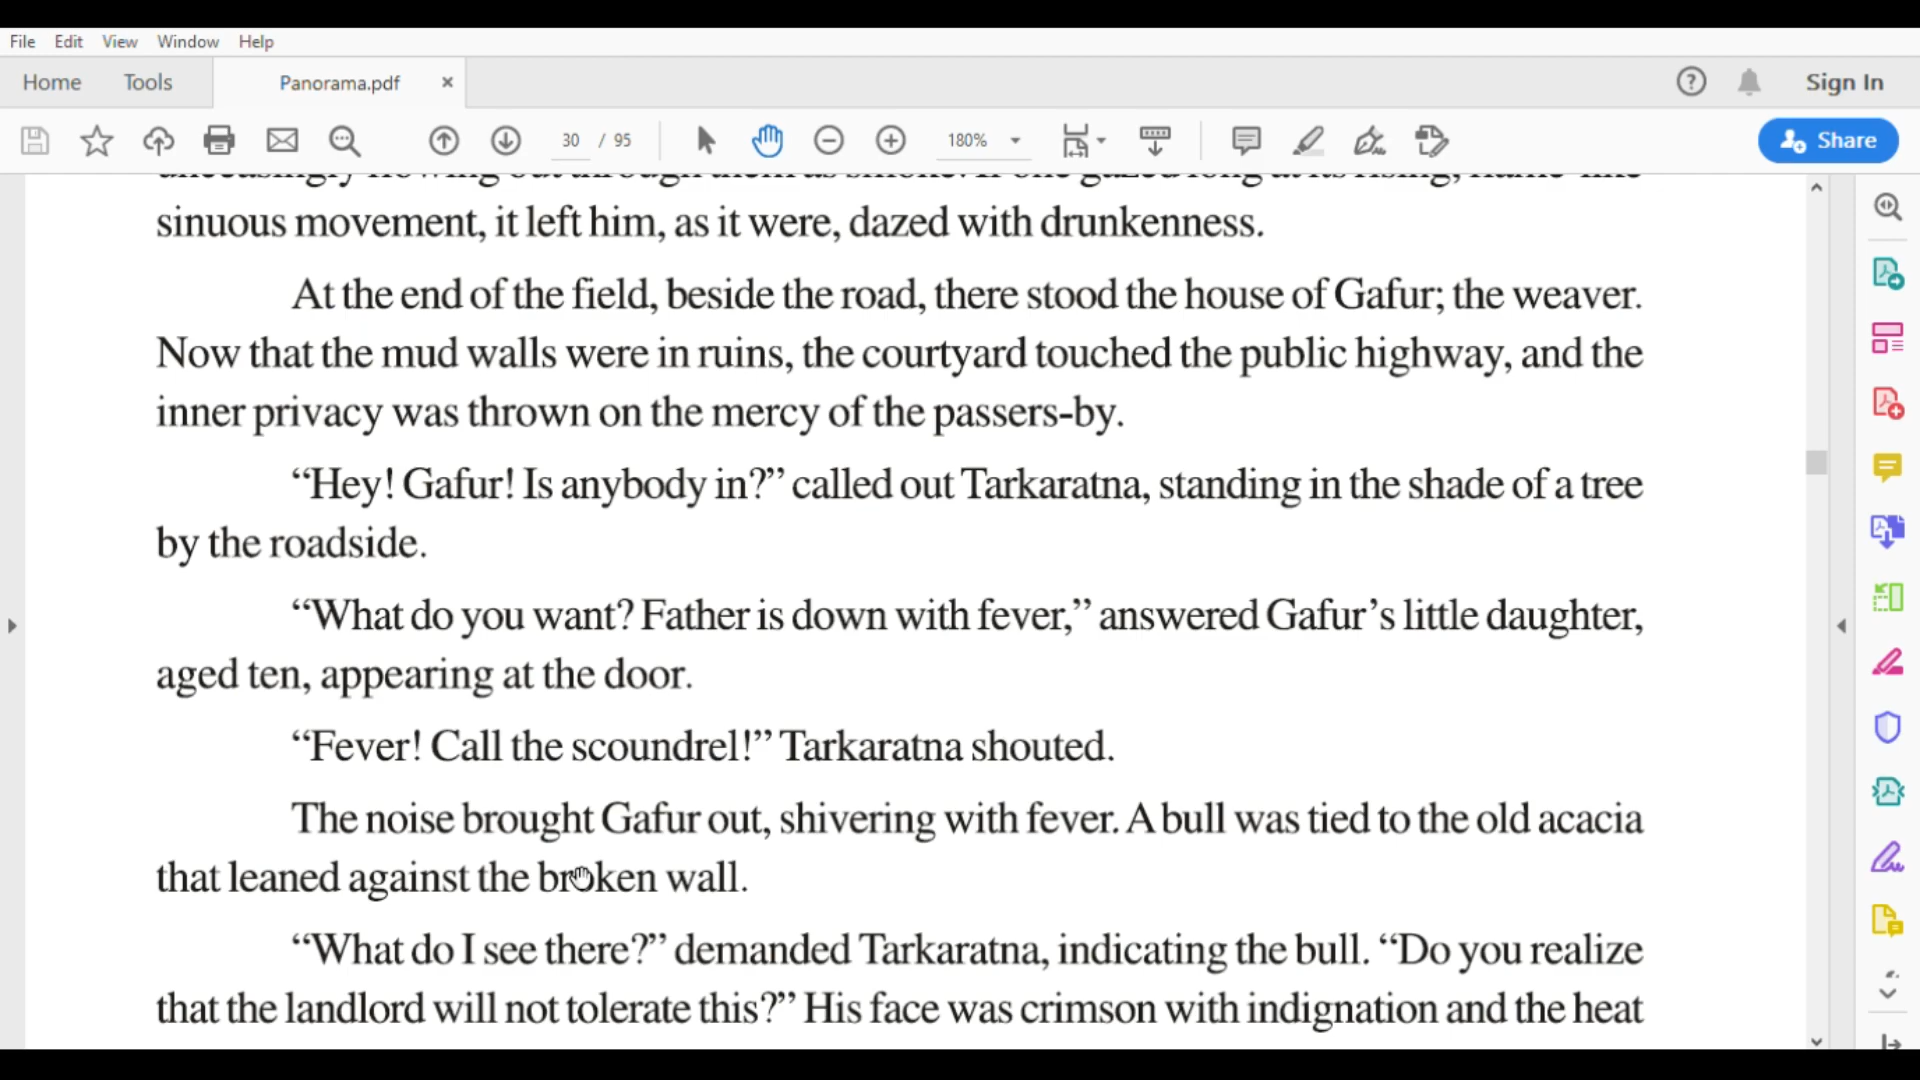 File Edit View Window Help
Home Tools Panorama.pdf × ? Sign In
30 / 95 180% Share
sinuous movement, it left him, as it were, dazed with drunkenness.
At the end of the field, beside the road, there stood the house of Gafur; the weaver.
Now that the mud walls were in ruins, the courtyard touched the public highway, and the
inner privacy was thrown on the mercy of the passers-by.
“Hey! Gafur! Is anybody in?” called out Tarkaratna, standing in the shade of a tree
by the roadside.
“What do you want? Father is down with fever,” answered Gafur’s little daughter,
aged ten, appearing at the door.
“Fever! Call the scoundrel!” Tarkaratna shouted.
The noise brought Gafur out, shivering with fever. A bull was tied to the old acacia
that leaned against the broken wall.
“What do I see there?” demanded Tarkaratna, indicating the bull. “Do you realize
that the landlord will not tolerate this?” His face was crimson with indignation and the heat